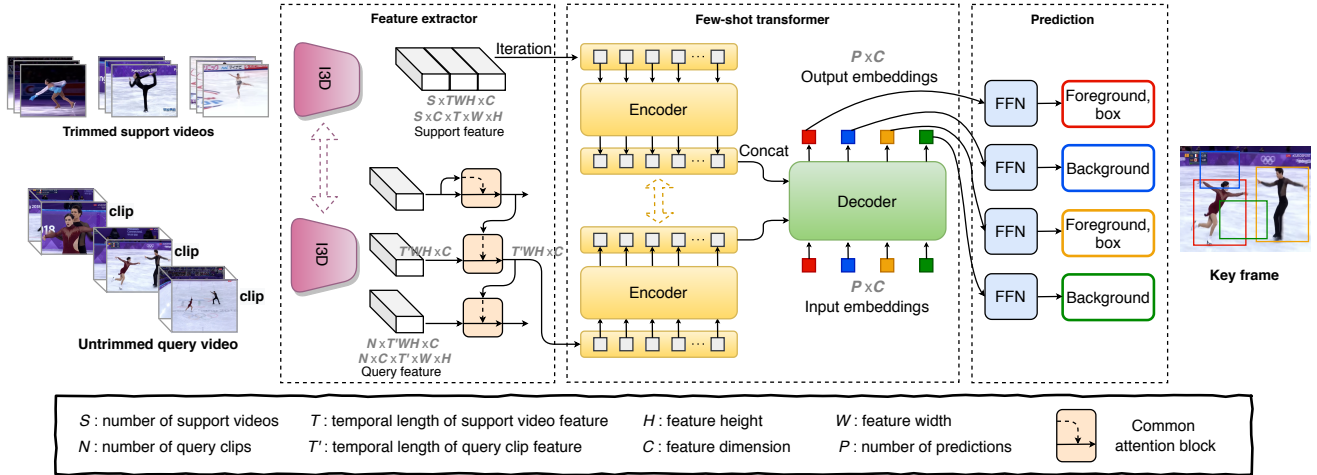 Feature extractor
Few-shot transformer
Prediction
Trimmed support videos
I3D
Iteration
S x TWH x C
S x C x T x W x H
Support feature
Encoder
Concat
P x C
Output embeddings
FFN
Foreground,
box
FFN
Background
clip
clip
clip
Untrimmed query video
I3D
T'WH x C
T'WH x C
N x T'WH x C
N x C x T' x W x H
Query feature
Encoder
Decoder
P x C
Input embeddings
FFN
Foreground,
box
FFN
Background
Key frame
S : number of support videos
T : temporal length of support video feature
H : feature height
W : feature width
N : number of query clips
T' : temporal length of query clip feature
C : feature dimension
P : number of predictions
Common
attention block